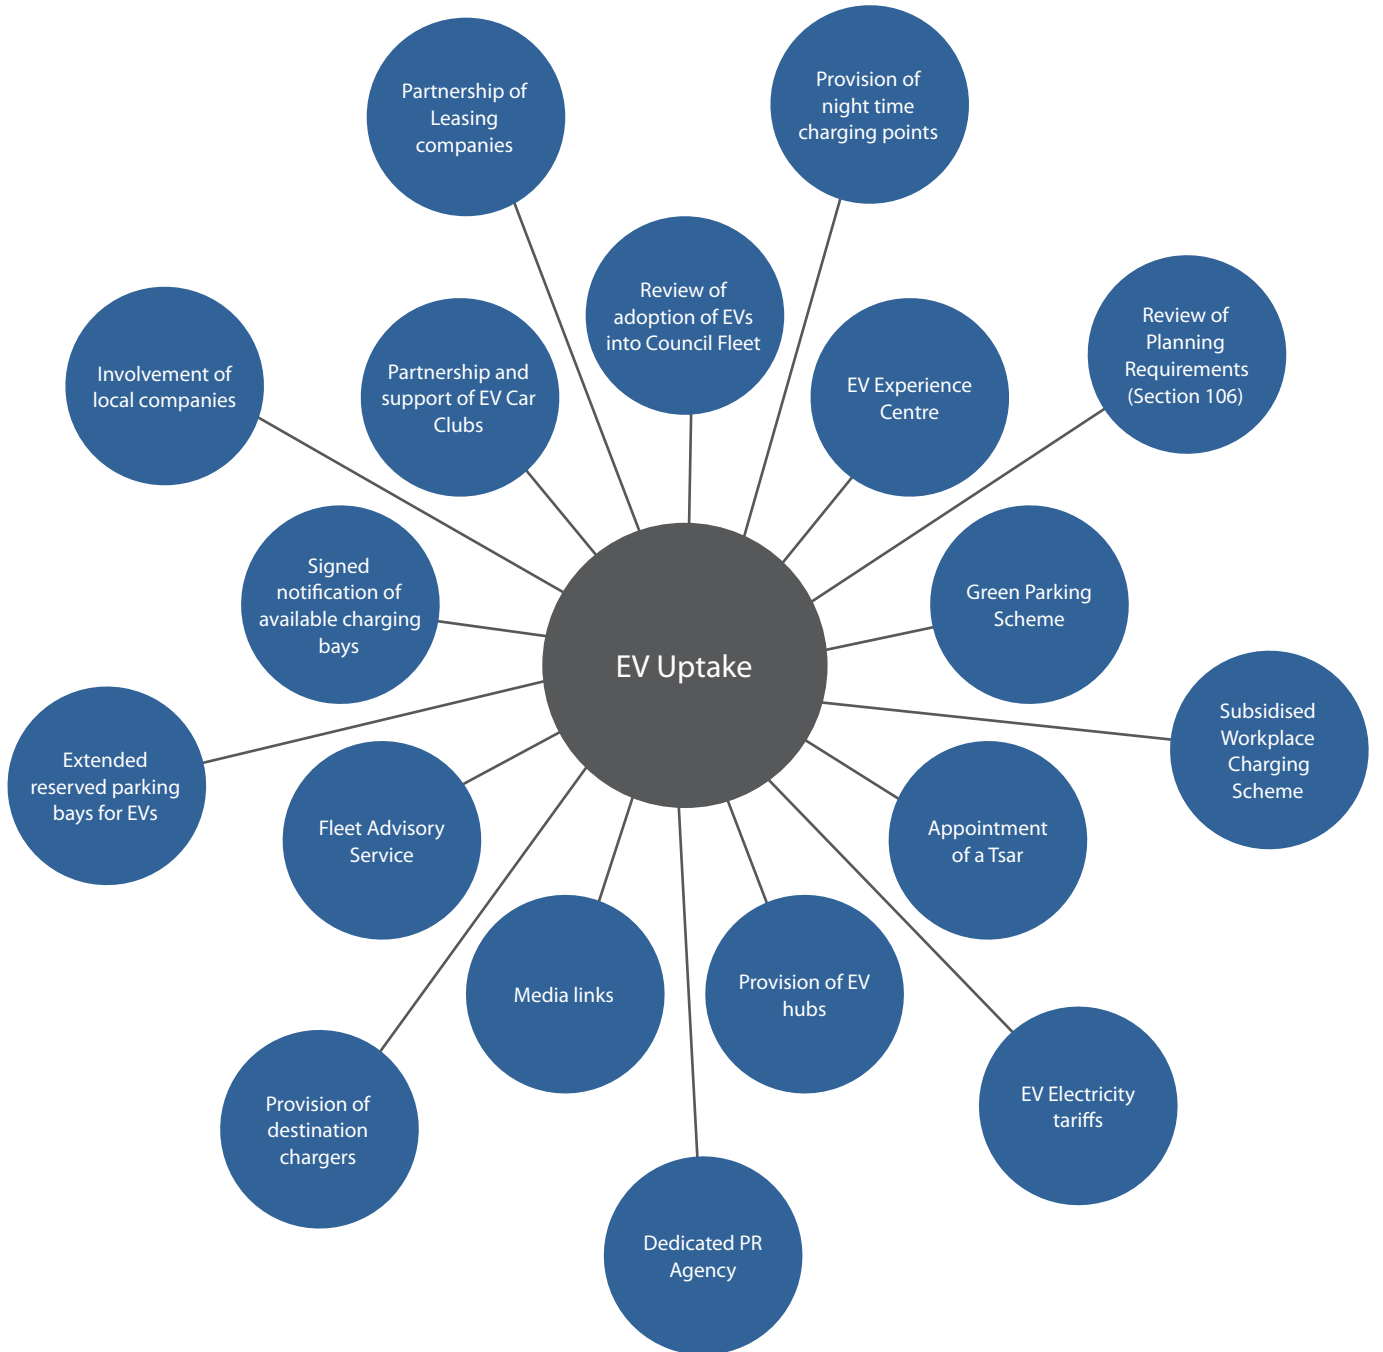 Partnership of
Leasing
companies
Provision of
night time
charging points
Review of
adoption of EVs
into Council Fleet
Review of
Planning
Requirements
(Section 106)
Involvement of
local companies
Partnership and
support of EV Car
Clubs
EV Experience
Centre
Signed
notification of
available charging
bays
Green Parking
Scheme
EV Uptake
Extended
reserved parking
bays for EVs
Subsidised
Workplace
Charging
Scheme
Fleet Advisory
Service
Appointment
of a Tsar
Media links
Provision of EV
hubs
Provision of
destination
chargers
EV Electricity
tariffs
Dedicated PR
Agency